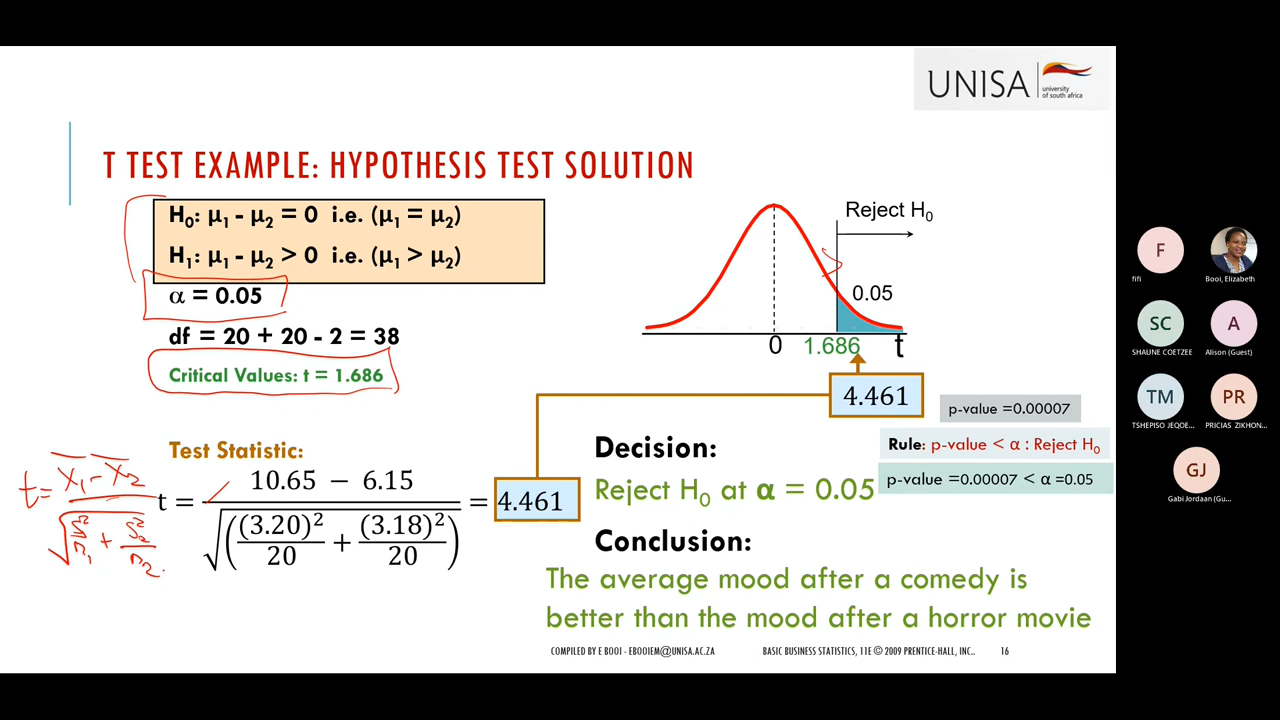 UNISA
university
of south africa
T TEST EXAMPLE: HYPOTHESIS TEST SOLUTION
H₀: μ₁ - μ₂ = 0 i.e. (μ₁ = μ₂)
H₁: μ₁ - μ₂ > 0 i.e. (μ₁ > μ₂)
α = 0.05
df = 20 + 20 - 2 = 38
Critical Values: t = 1.686
Reject H₀
0.05
0 1.686 t
4.461
p-value =0.00007
Rule: p-value < α : Reject H₀
p-value =0.00007 < α =0.05
Test Statistic:
t = (X̄₁ - X̄₂) / √(S₁²/n₁ + S₂²/n₂)
t = (10.65 − 6.15) / √((3.20)²/20 + (3.18)²/20) = 4.461
Decision:
Reject H₀ at α = 0.05
Conclusion:
The average mood after a comedy is
better than the mood after a horror movie
COMPILED BY E BOOI - EBOOIEM@UNISA.AC.ZA BASIC BUSINESS STATISTICS, 11E © 2009 PRENTICE-HALL, INC.. 16
F
fifi
Booi, Elizabeth
SC
SHAUNE COETZEE
A
Alison (Guest)
TM
TSHEPISO JEQOE...
PR
PRICIAS ZIKHON...
GJ
Gabi Jordaan (Gu...